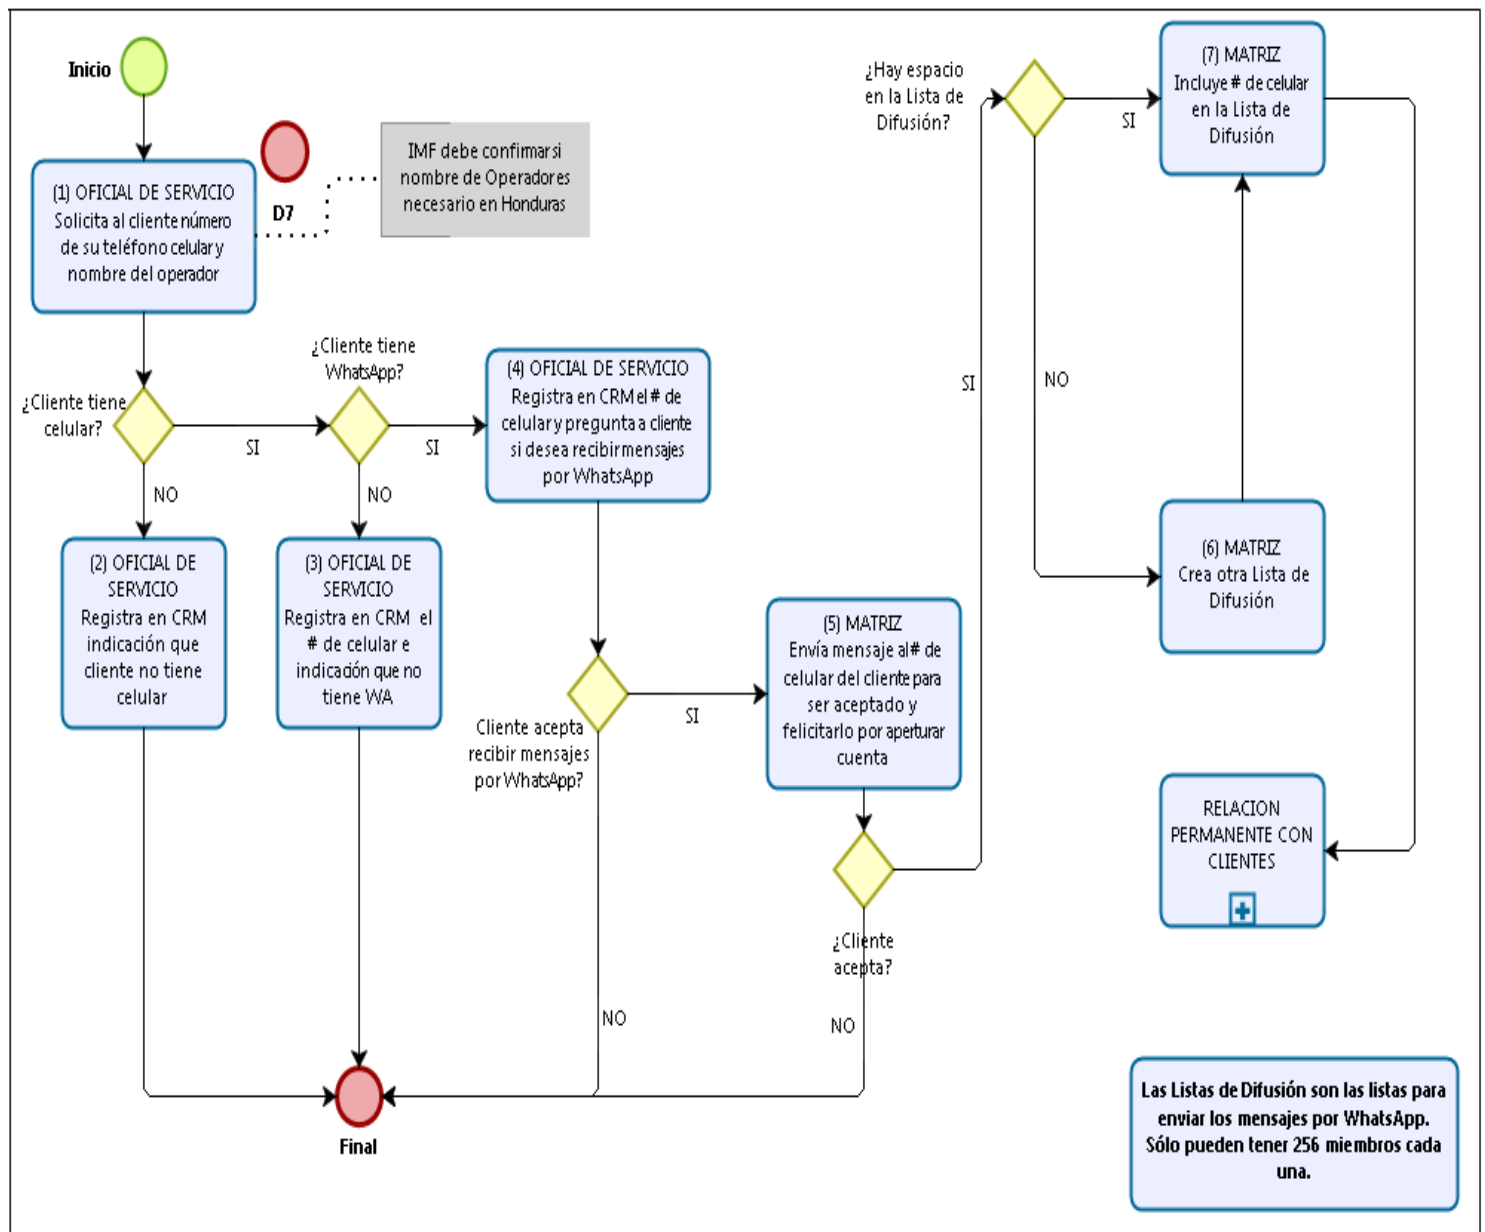 Inicio
(1) OFICIAL DE SERVICIO
Solicita al cliente número
de su teléfono celular y
nombre del operador
D7
IMF debe confirmar si
nombre de Operadores
necesario en Honduras
¿Cliente tiene
celular?
SI
NO
¿Cliente tiene
WhatsApp?
SI
NO
(2) OFICIAL DE
SERVICIO
Registra en CRM
indicación que
cliente no tiene
celular
(3) OFICIAL DE
SERVICIO
Registra en CRM el
# de celular e
indicación que no
tiene WA
(4) OFICIAL DE SERVICIO
Registra en CRM el # de
celular y pregunta a cliente
si desea recibir mensajes
por WhatsApp
Cliente acepta
recibir mensajes
por WhatsApp?
SI
NO
(5) MATRIZ
Envía mensaje al # de
celular del cliente para
ser aceptado y
felicitarlo por aperturar
cuenta
¿Cliente
acepta?
SI
NO
¿Hay espacio
en la Lista de
Difusión?
SI
NO
(6) MATRIZ
Crea otra Lista de
Difusión
(7) MATRIZ
Incluye # de celular
en la Lista de
Difusión
RELACION
PERMANENTE CON
CLIENTES
Final
Las Listas de Difusión son las listas para
enviar los mensajes por WhatsApp.
Sólo pueden tener 256 miembros cada
una.